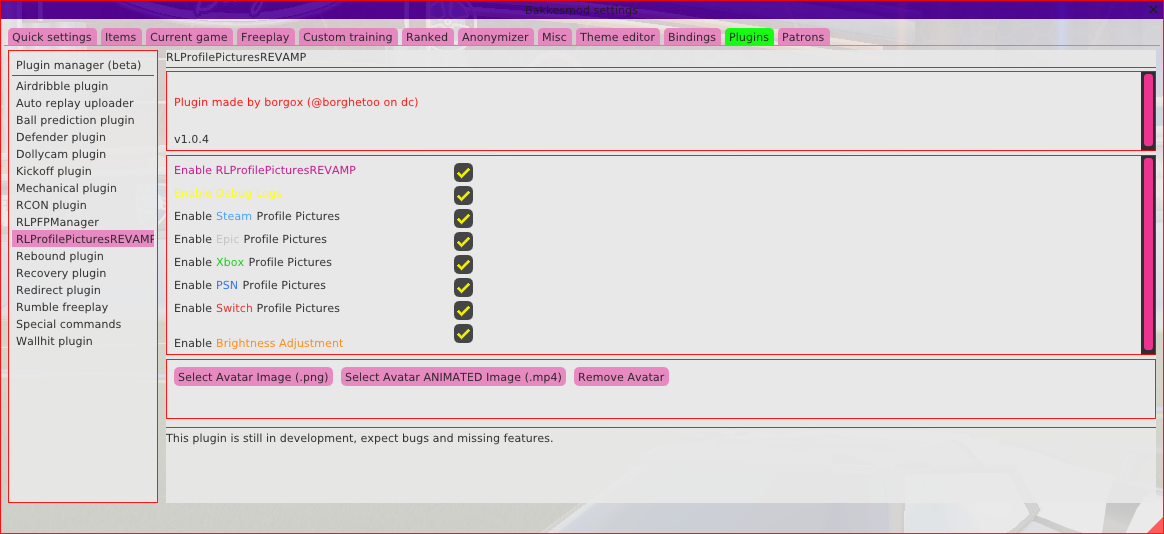 Bakkesmod settings
Quick settings Items Current game Freeplay Custom training Ranked Anonymizer Misc Theme editor Bindings Plugins Patrons
Plugin manager (beta)
Airdribble plugin
Auto replay uploader
Ball prediction plugin
Defender plugin
Dollycam plugin
Kickoff plugin
Mechanical plugin
RCON plugin
RLPFPManager
RLProfilePicturesREVAMP
Rebound plugin
Recovery plugin
Redirect plugin
Rumble freeplay
Special commands
Wallhit plugin
RLProfilePicturesREVAMP
Plugin made by borgox (@borghetoo on dc)
v1.0.4
Enable RLProfilePicturesREVAMP
Enable Debug Logs
Enable Steam Profile Pictures
Enable Epic Profile Pictures
Enable Xbox Profile Pictures
Enable PSN Profile Pictures
Enable Switch Profile Pictures
Enable Brightness Adjustment
Select Avatar Image (.png) Select Avatar ANIMATED Image (.mp4) Remove Avatar
This plugin is still in development, expect bugs and missing features.